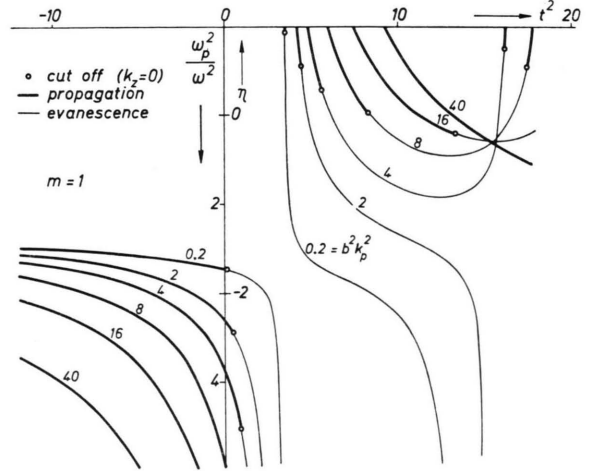 -10 0 10 t² 20
ω_p²/ω² η
cut off (k_z=0)
propagation
evanescence
0
m = 1
2
-2
4
40
16
8
4
2
0.2 = b²k_p²
0.2
2
4
8
16
40